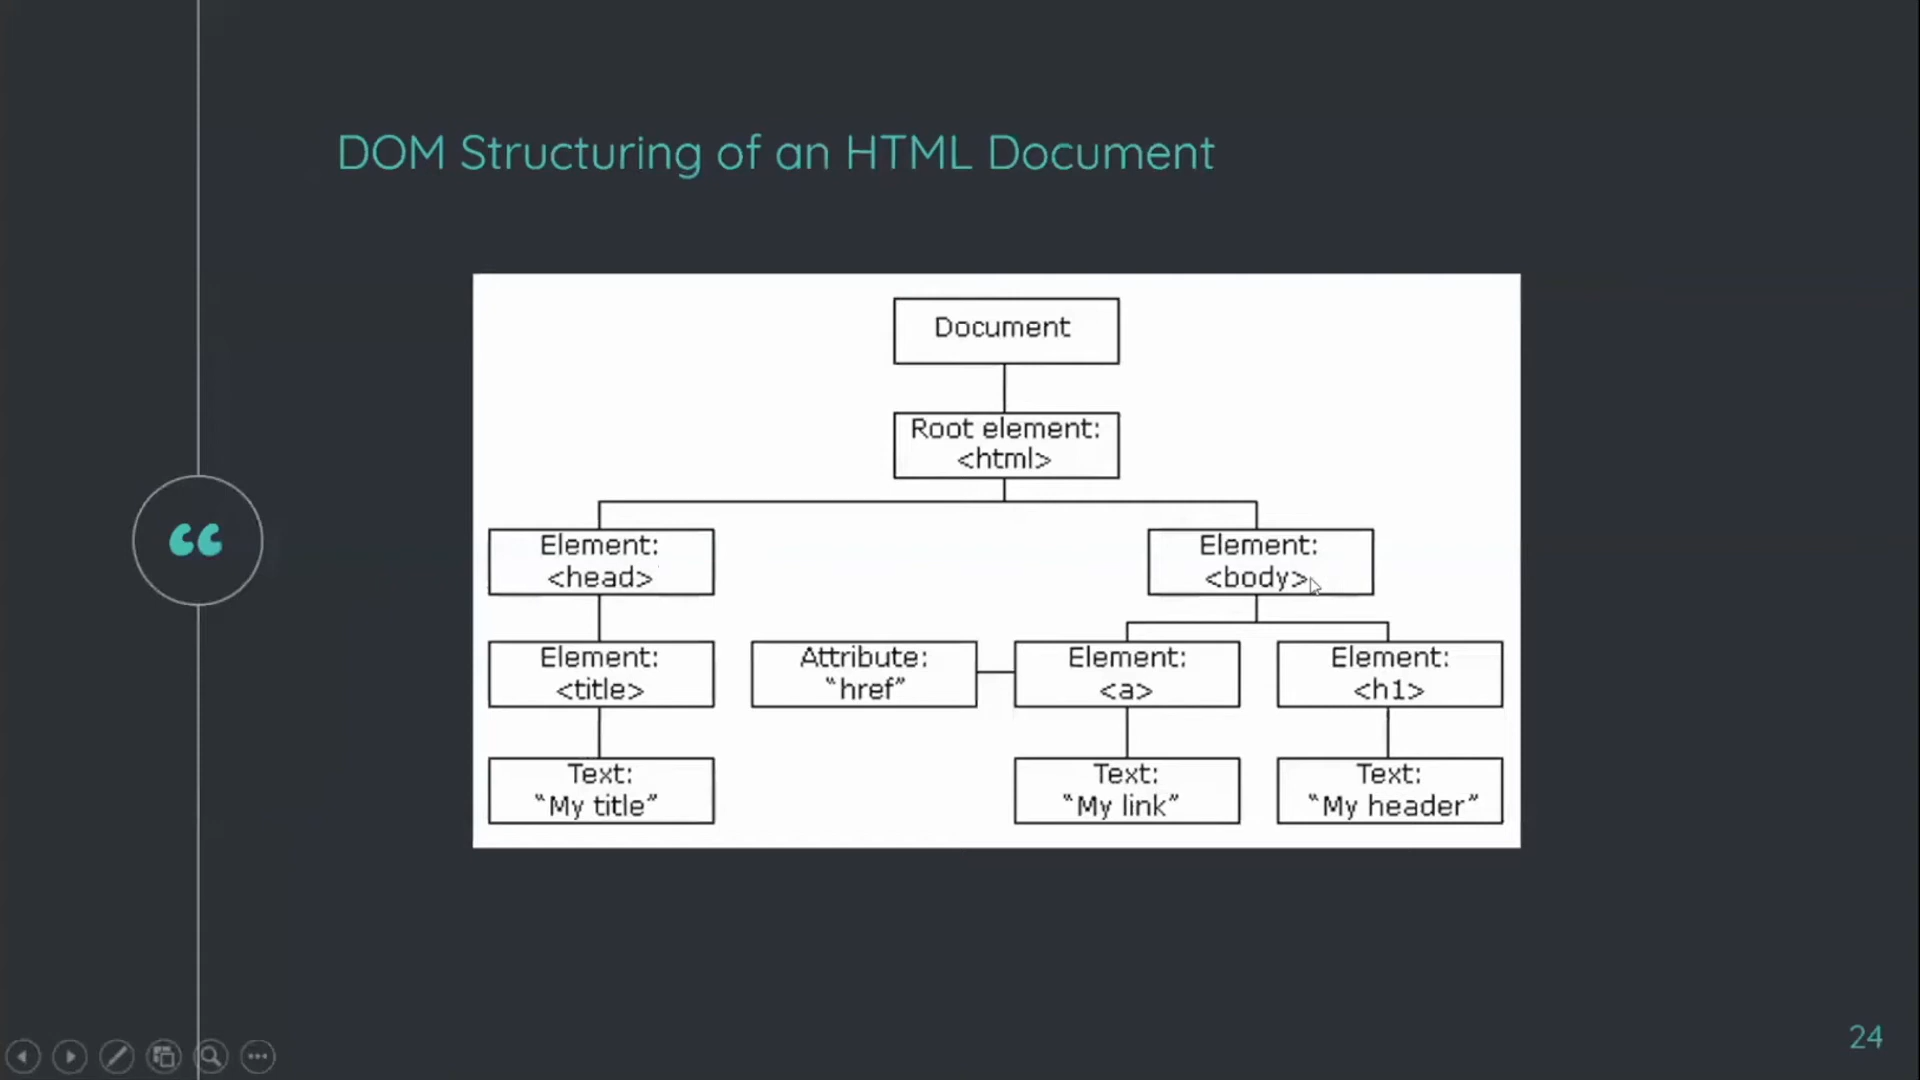 DOM Structuring of an HTML Document
“
Document
Root element:
<html>
Element:
<head>
Element:
<body>
Element:
<title>
Attribute:
“href”
Element:
<a>
Element:
<h1>
Text:
“My title”
Text:
“My link”
Text:
“My header”
24